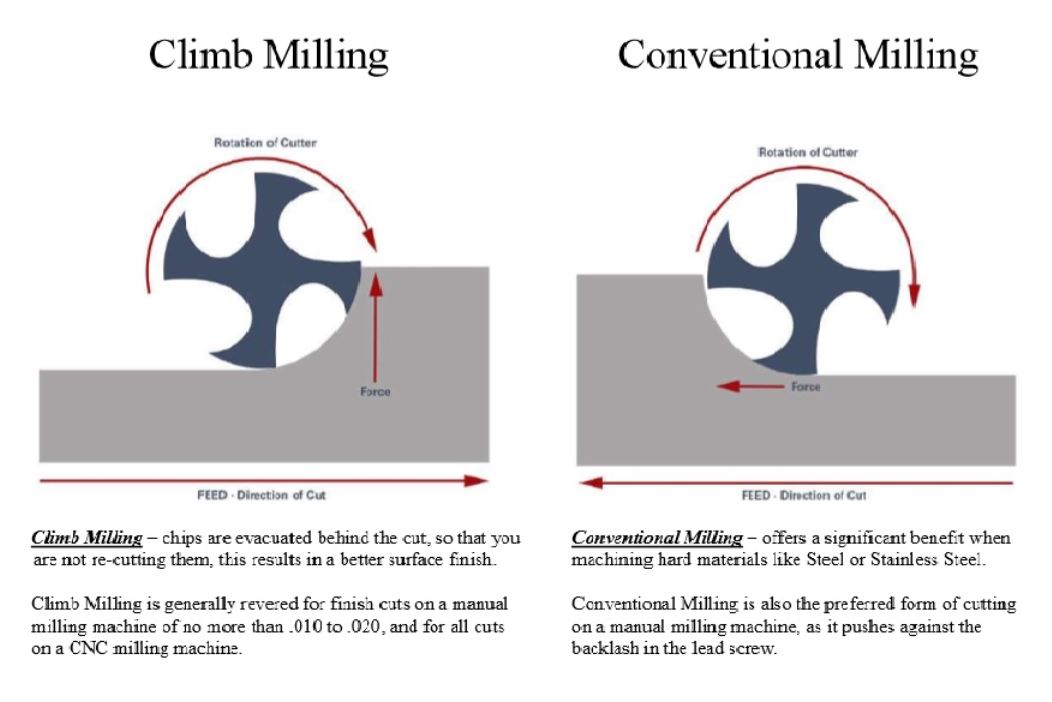 Climb Milling
Rotation of Cutter
Force
FEED - Direction of Cut
Climb Milling – chips are evacuated behind the cut, so that you
are not re-cutting them, this results in a better surface finish.
Climb Milling is generally revered for finish cuts on a manual
milling machine of no more than .010 to .020, and for all cuts
on a CNC milling machine.
Conventional Milling
Rotation of Cutter
Force
FEED - Direction of Cut
Conventional Milling – offers a significant benefit when
machining hard materials like Steel or Stainless Steel.
Conventional Milling is also the preferred form of cutting
on a manual milling machine, as it pushes against the
backlash in the lead screw.